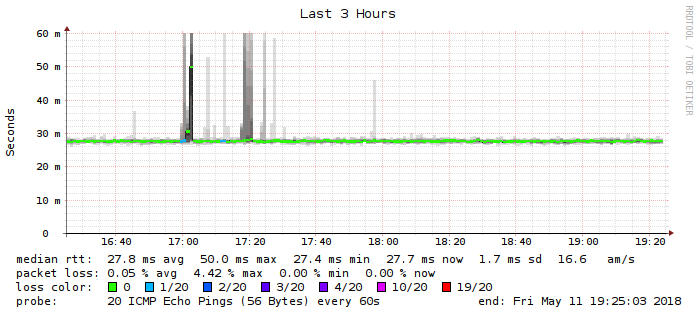 Last 3 Hours
RRDTOOL / TOBI OETIKER
Seconds
60 m
50 m
40 m
30 m
20 m
10 m
0
16:40 17:00 17:20 17:40 18:00 18:20 18:40 19:00 19:20
median rtt: 27.8 ms avg 50.0 ms max 27.4 ms min 27.7 ms now 1.7 ms sd 16.6 am/s
packet loss: 0.05 % avg 4.42 % max 0.00 % min 0.00 % now
loss color: 0 1/20 2/20 3/20 4/20 10/20 19/20
probe: 20 ICMP Echo Pings (56 Bytes) every 60s end: Fri May 11 19:25:03 2018